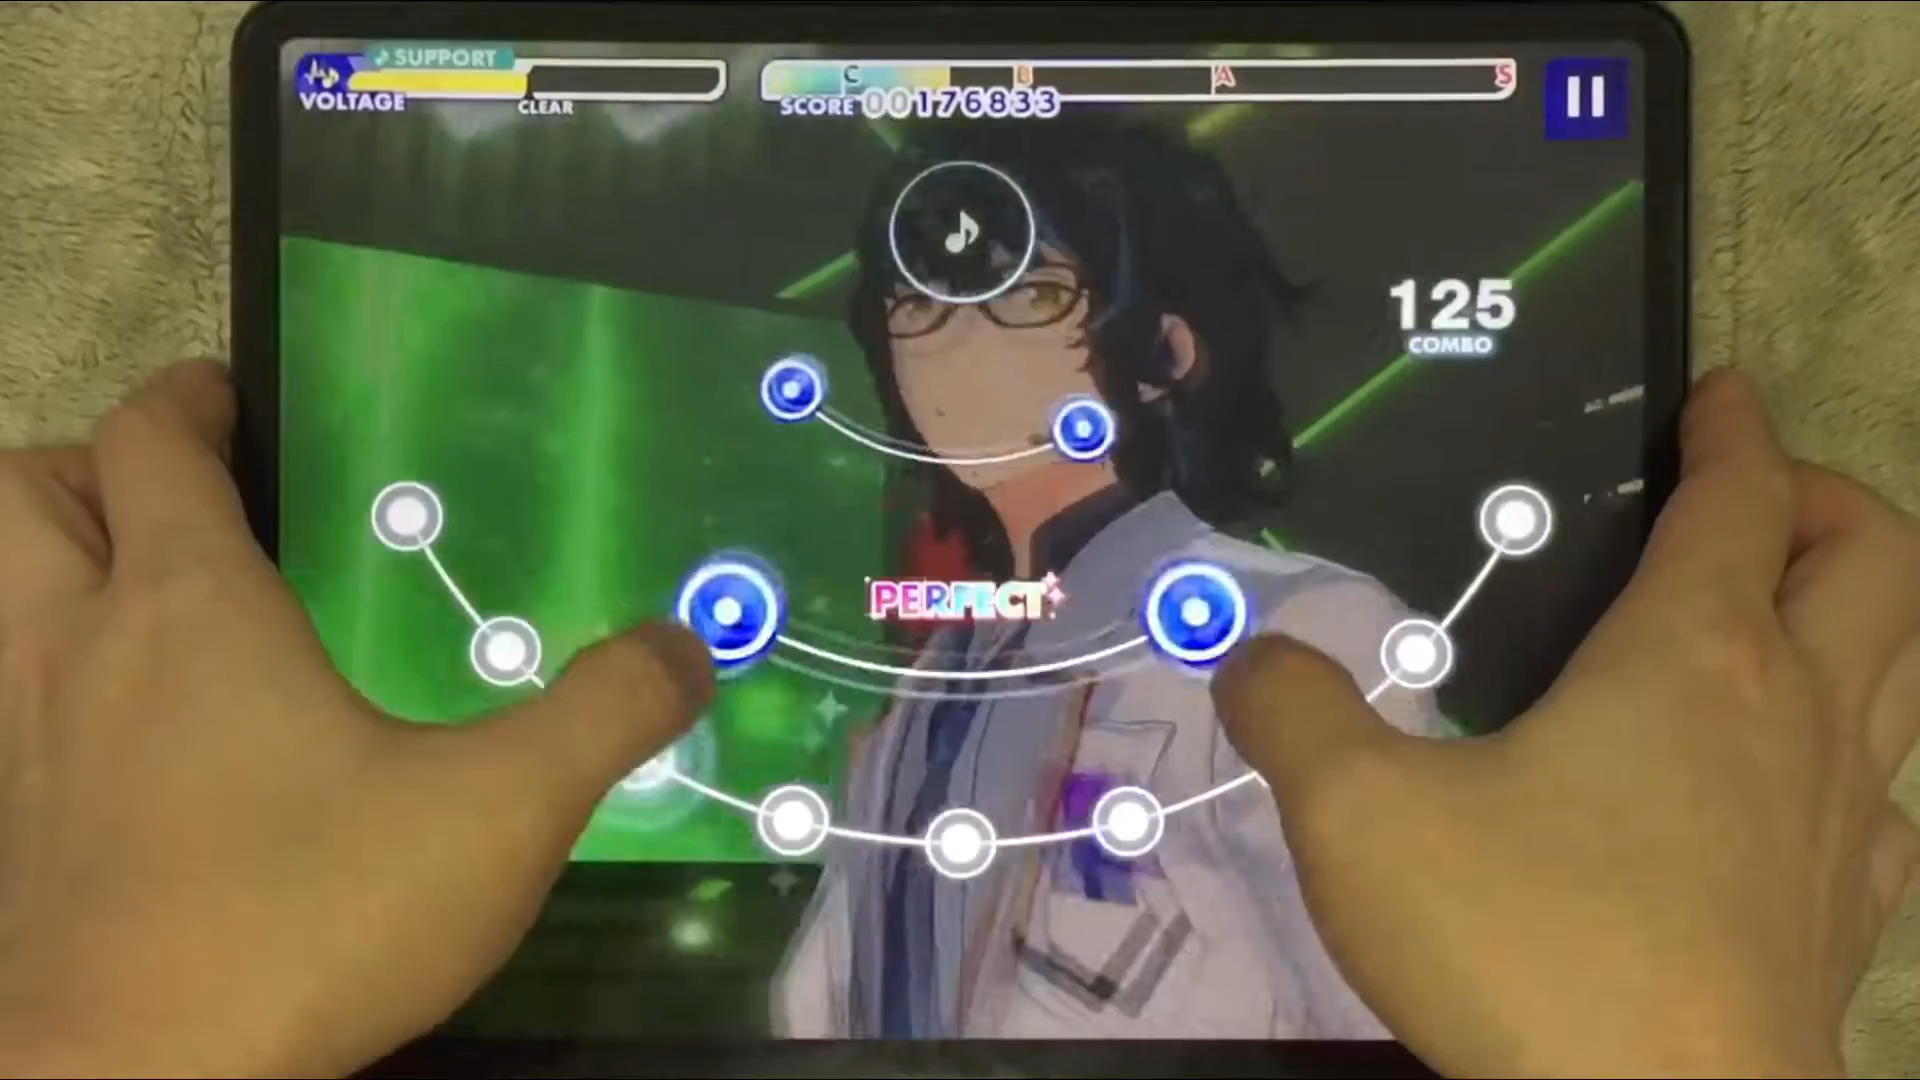 ♪ SUPPORT
VOLTAGE
CLEAR
C B A S
SCORE 00176833
125
COMBO
PERFECT